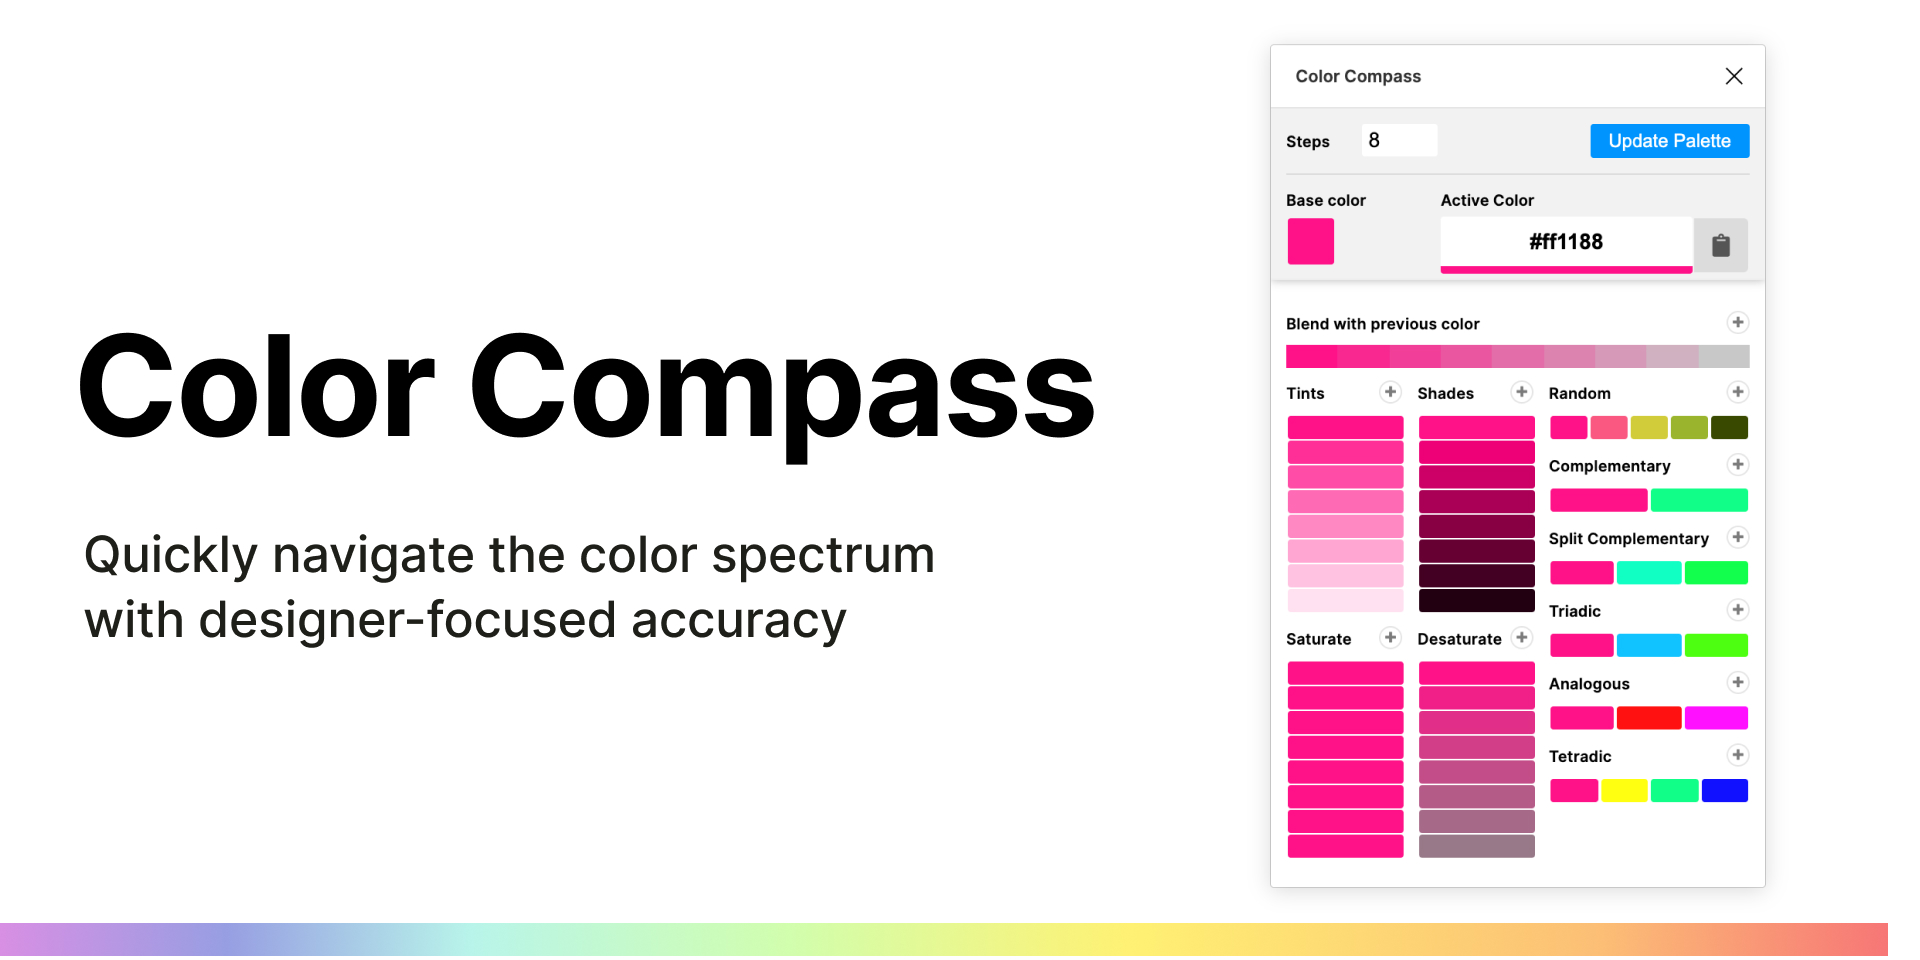 Color Compass
Quickly navigate the color spectrum
with designer-focused accuracy
Color Compass
Steps 8 Update Palette
Base color Active Color
#ff1188
Blend with previous color
Tints Shades Random
Complementary
Split Complementary
Triadic
Saturate Desaturate
Analogous
Tetradic